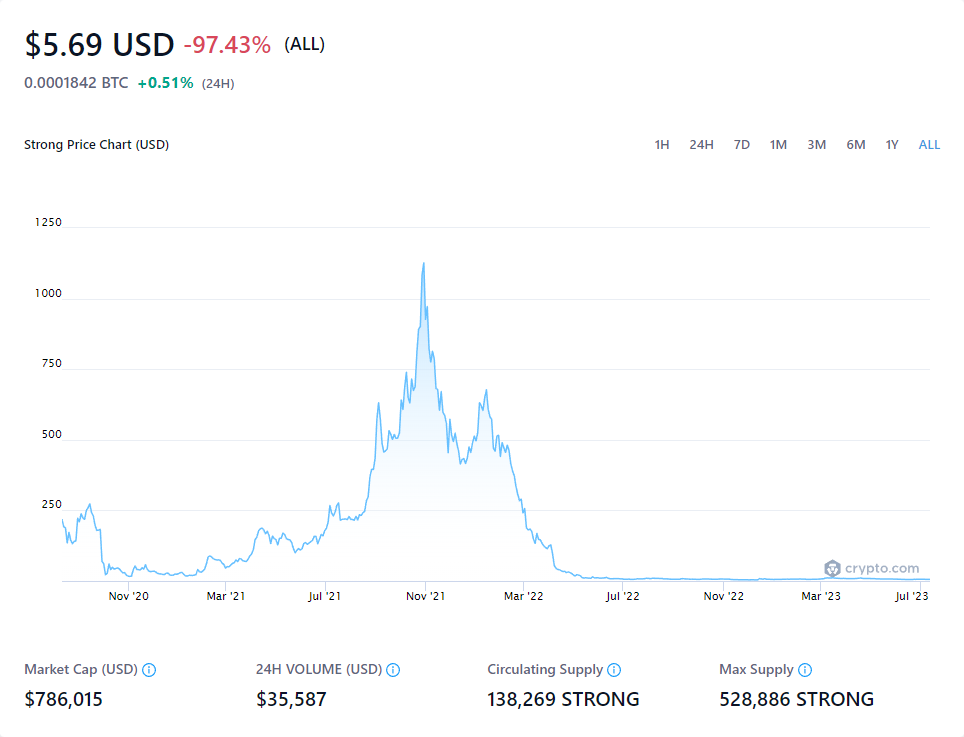 $5.69 USD -97.43% (ALL)
0.0001842 BTC +0.51% (24H)
Strong Price Chart (USD) 1H 24H 7D 1M 3M 6M 1Y ALL
1250
1000
750
500
250
crypto.com
Nov '20 Mar '21 Jul '21 Nov '21 Mar '22 Jul '22 Nov '22 Mar '23 Jul '23
Market Cap (USD) 24H VOLUME (USD) Circulating Supply Max Supply
$786,015 $35,587 138,269 STRONG 528,886 STRONG